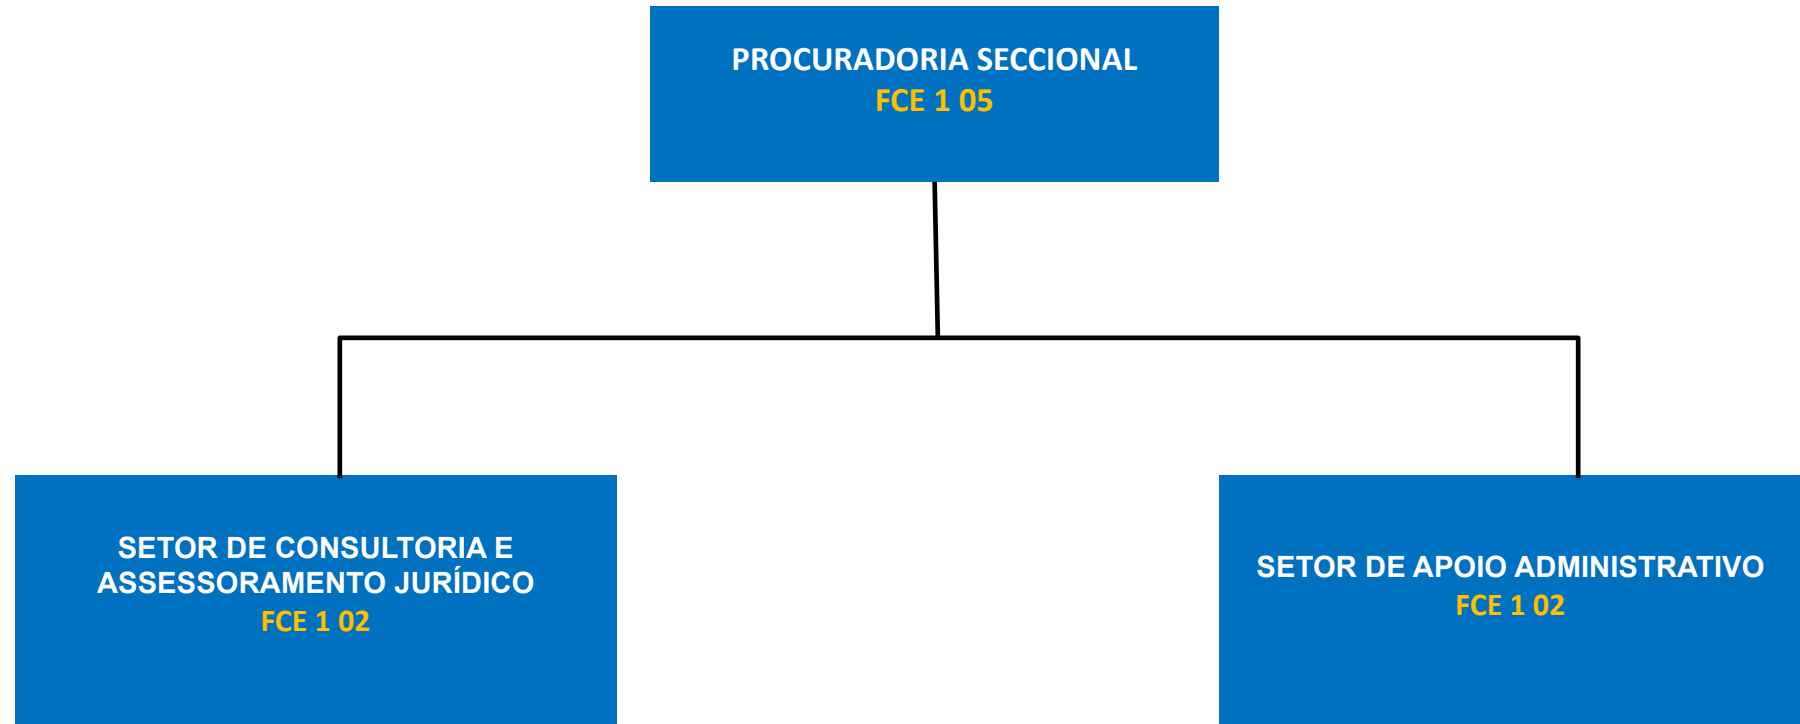 PROCURADORIA SECCIONAL
FCE 1 05
SETOR DE CONSULTORIA E
ASSESSORAMENTO JURÍDICO
FCE 1 02
SETOR DE APOIO ADMINISTRATIVO
FCE 1 02